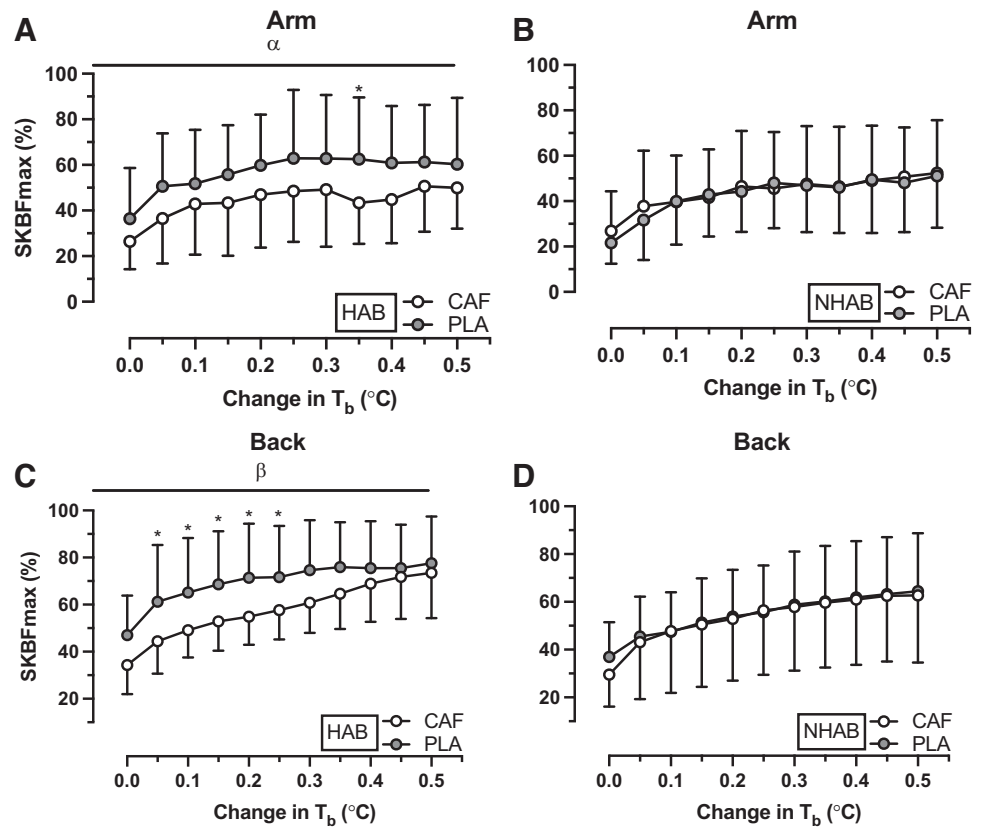 A
Arm
α
*
SKBFmax (%)
100
80
60
40
20
0
HAB
CAF
PLA
0.0 0.1 0.2 0.3 0.4 0.5
Change in Tb (°C)
B
Arm
100
80
60
40
20
0
NHAB
CAF
PLA
0.0 0.1 0.2 0.3 0.4 0.5
Change in Tb (°C)
C
Back
β
* * * * *
SKBFmax (%)
100
80
60
40
20
HAB
CAF
PLA
0.0 0.1 0.2 0.3 0.4 0.5
Change in Tb (°C)
D
Back
100
80
60
40
20
NHAB
CAF
PLA
0.0 0.1 0.2 0.3 0.4 0.5
Change in Tb (°C)